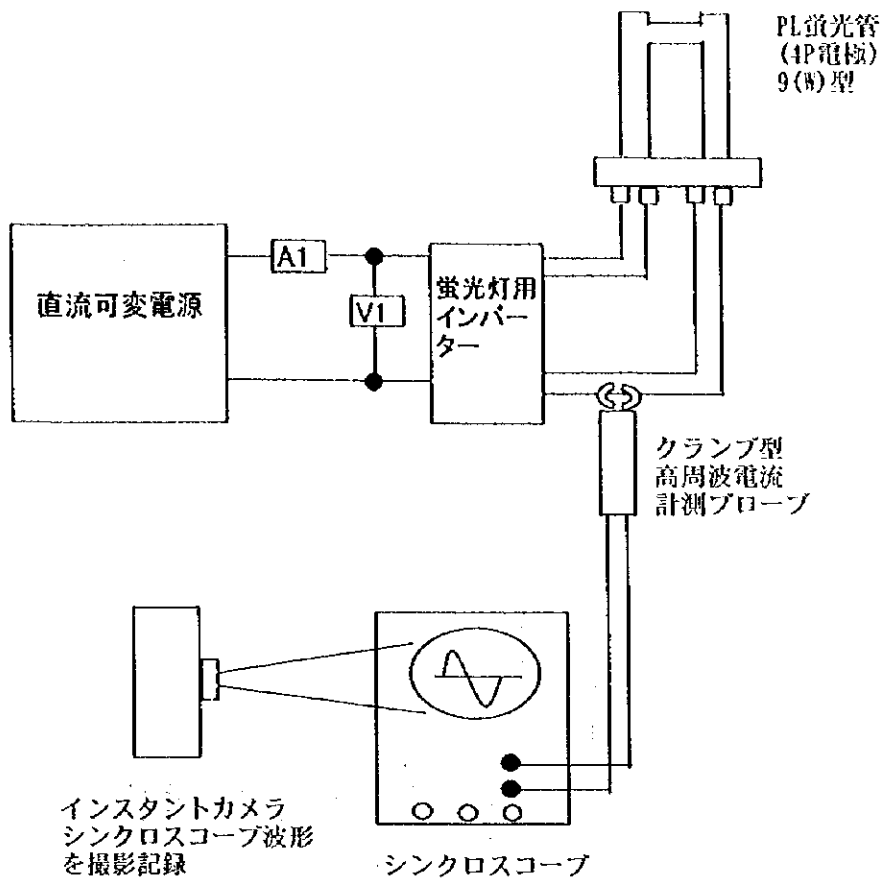 PL蛍光管
(4P電極)
9(W)型
直流可変電源
A1
V1
蛍光灯用
インバー
ター
クランプ型
高周波電流
計測プローブ
インスタントカメラ
シンクロスコープ波形
を撮影記録
シンクロスコープ